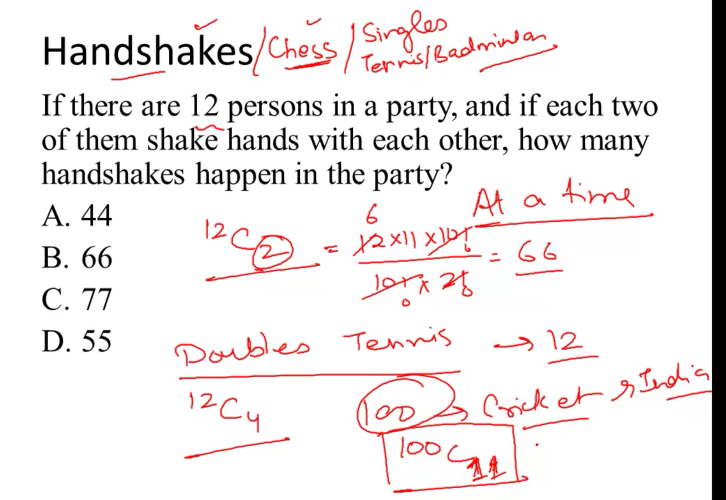 Handshakes/Chess/Singles
Tennis/Badminton
If there are 12 persons in a party, and if each two
of them shake hands with each other, how many
handshakes happen in the party?
At a time
A. 44
¹²C₂ = 12×11×10! / 10!×2! = 66
6
B. 66
C. 77
D. 55
Doubles Tennis → 12
¹²C₄
100 → Cricket → India
¹⁰⁰C₁₁